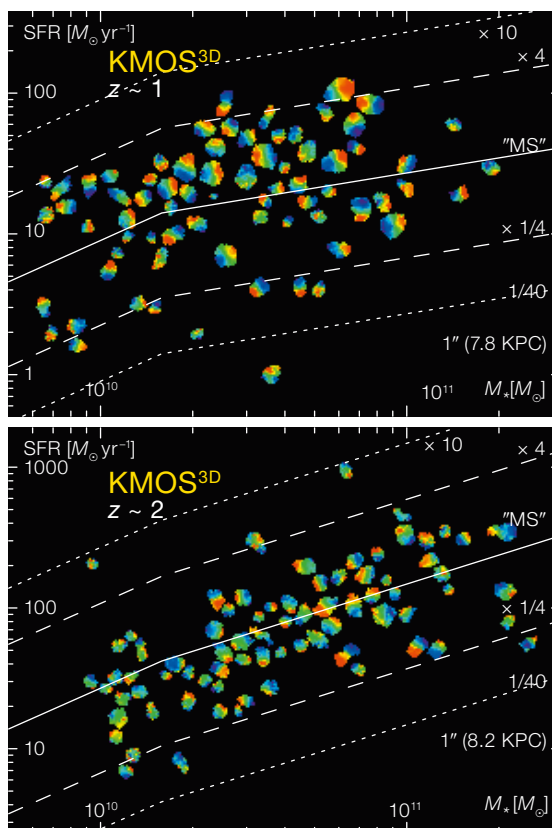 SFR [M☉ yr⁻¹]
× 10
KMOS³ᴰ
× 4
z ~ 1
100
"MS"
10
× 1/4
1/40
1" (7.8 KPC)
1
10¹⁰
10¹¹
M*[M☉]
SFR [M☉ yr⁻¹]
× 10
× 4
1000
KMOS³ᴰ
z ~ 2
"MS"
100
× 1/4
1/40
10
1" (8.2 KPC)
10¹⁰
10¹¹
M*[M☉]